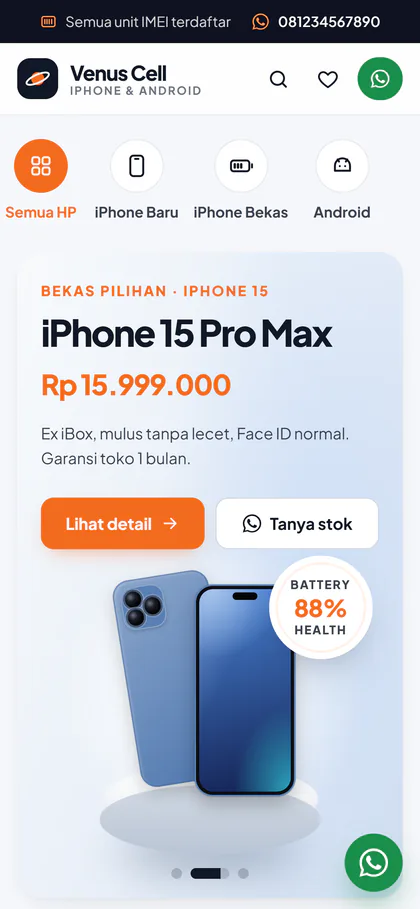 Semua unit IMEI terdaftar
081234567890
Venus Cell
IPHONE & ANDROID
Semua HP
iPhone Baru
iPhone Bekas
Android
BEKAS PILIHAN · IPHONE 15
iPhone 15 Pro Max
Rp 15.999.000
Ex iBox, mulus tanpa lecet, Face ID normal.
Garansi toko 1 bulan.
Lihat detail
Tanya stok
BATTERY
88%
HEALTH